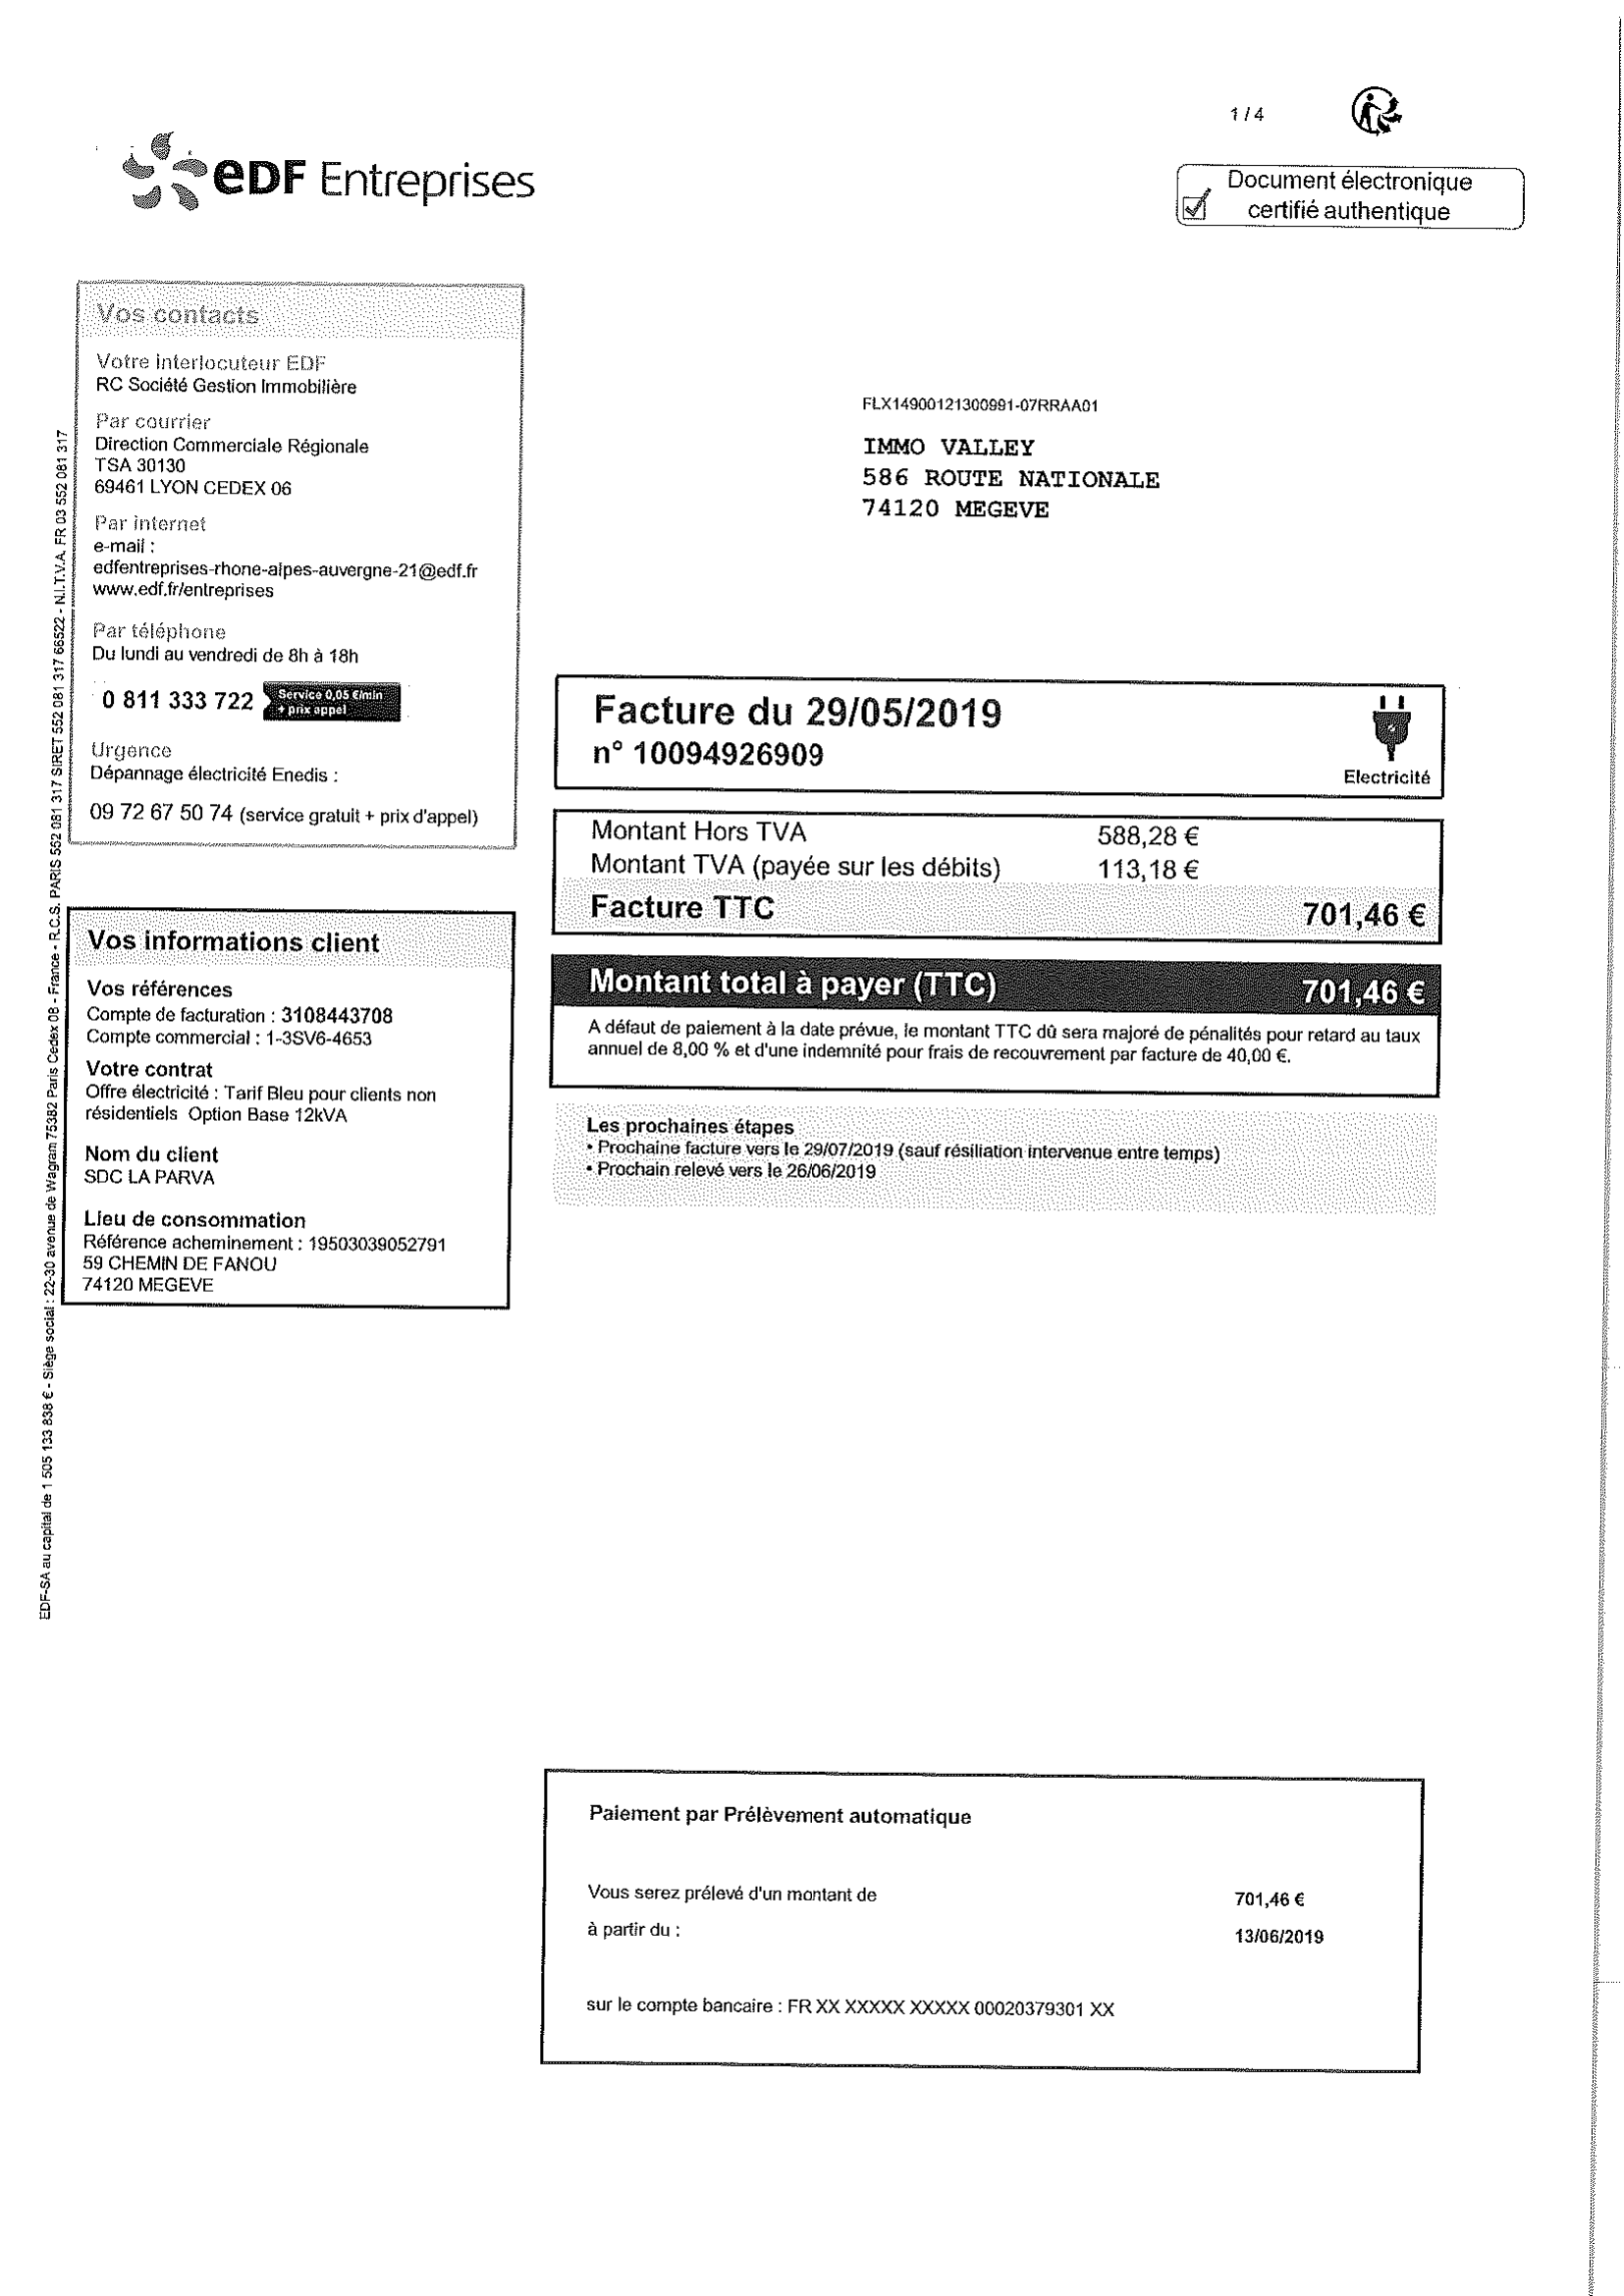 1 / 4
eDF Entreprises
Document électronique
certifié authentique
Vos contacts
Votre interlocuteur EDF
RC Société Gestion Immobilière
Par courrier
Direction Commerciale Régionale
TSA 30130
69461 LYON CEDEX 06
Par internet
e-mail :
edfentreprises-rhone-alpes-auvergne-21@edf.fr
www.edf.fr/entreprises
Par téléphone
Du lundi au vendredi de 8h à 18h
0 811 333 722
Service 0,05 €/min
+ prix appel
Urgence
Dépannage électricité Enedis :
09 72 67 50 74 (service gratuit + prix d'appel)
FLX14900121300991-07RRAA01
IMMO VALLEY
586 ROUTE NATIONALE
74120 MEGEVE
Facture du 29/05/2019
n° 10094926909
Electricité
Montant Hors TVA 588,28 €
Montant TVA (payée sur les débits) 113,18 €
Facture TTC 701,46 €
Montant total à payer (TTC) 701,46 €
A défaut de paiement à la date prévue, le montant TTC dû sera majoré de pénalités pour retard au taux
annuel de 8,00 % et d'une indemnité pour frais de recouvrement par facture de 40,00 €.
Les prochaines étapes
• Prochaine facture vers le 29/07/2019 (sauf résiliation intervenue entre temps)
• Prochain relevé vers le 26/06/2019
Vos informations client
Vos références
Compte de facturation : 3108443708
Compte commercial : 1-3SV6-4653
Votre contrat
Offre électricité : Tarif Bleu pour clients non
résidentiels Option Base 12kVA
Nom du client
SDC LA PARVA
Lieu de consommation
Référence acheminement : 19503039052791
59 CHEMIN DE FANOU
74120 MEGEVE
EDF-SA au capital de 1 505 133 838 € - Siège social : 22-30 avenue de Wagram 75382 Paris Cedex 08 - France - R.C.S. PARIS 552 081 317 SIRET 552 081 317 66522 - N.I.T.V.A. FR 03 552 081 317
Paiement par Prélèvement automatique
Vous serez prélevé d'un montant de 701,46 €
à partir du : 13/06/2019
sur le compte bancaire : FR XX XXXXX XXXXX 00020379301 XX